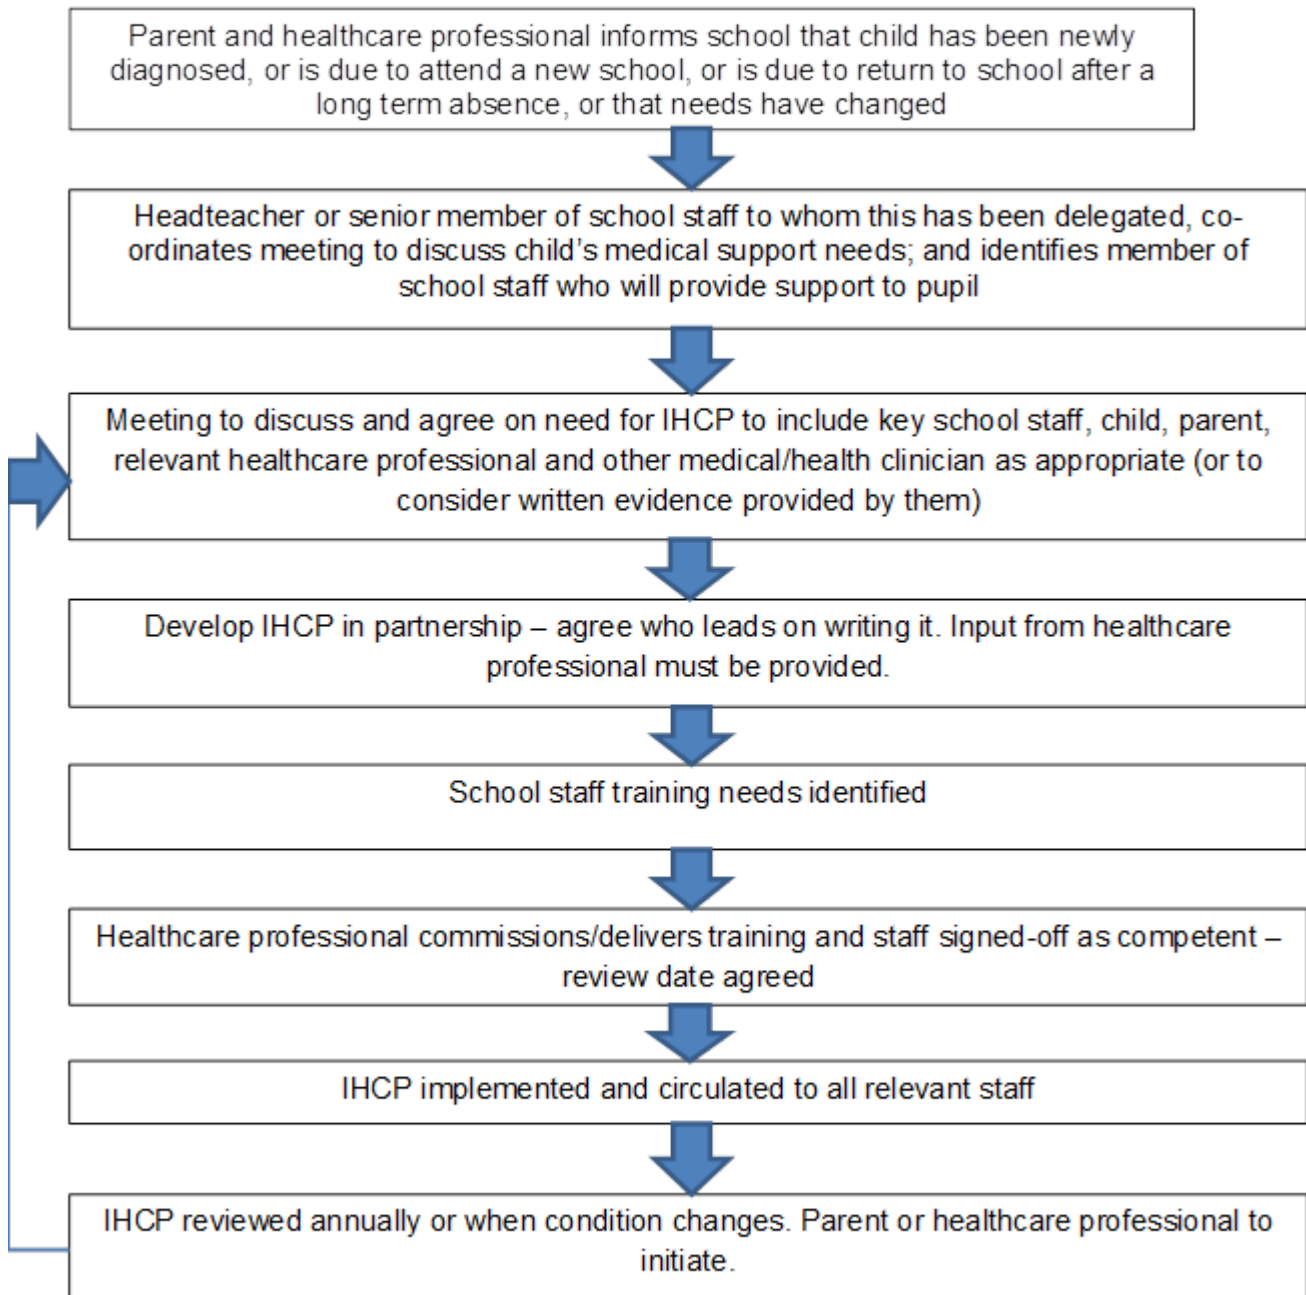 Parent and healthcare professional informs school that child has been newly
diagnosed, or is due to attend a new school, or is due to return to school after a
long term absence, or that needs have changed
Headteacher or senior member of school staff to whom this has been delegated, co-
ordinates meeting to discuss child's medical support needs; and identifies member of
school staff who will provide support to pupil
Meeting to discuss and agree on need for IHCP to include key school staff, child, parent,
relevant healthcare professional and other medical/health clinician as appropriate (or to
consider written evidence provided by them)
Develop IHCP in partnership – agree who leads on writing it. Input from healthcare
professional must be provided.
School staff training needs identified
Healthcare professional commissions/delivers training and staff signed-off as competent –
review date agreed
IHCP implemented and circulated to all relevant staff
IHCP reviewed annually or when condition changes. Parent or healthcare professional to
initiate.